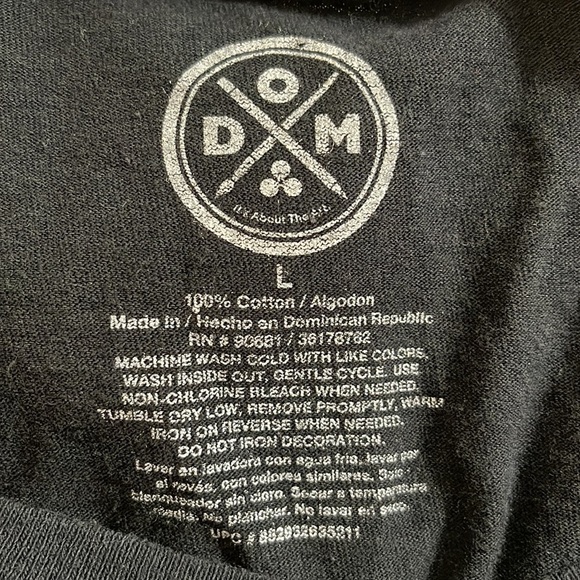 O
D M
It's About The Art.
L
100% Cotton / Algodon
Made In / Hecho en Dominican Republic
RN # 90681 / 36178762
MACHINE WASH COLD WITH LIKE COLORS,
WASH INSIDE OUT, GENTLE CYCLE. USE
NON-CHLORINE BLEACH WHEN NEEDED.
TUMBLE DRY LOW, REMOVE PROMPTLY, WARM
IRON ON REVERSE WHEN NEEDED.
DO NOT IRON DECORATION.
Lavar en lavadora con agua fria, lavar por
el revés, con colores similares. Solo
blanqueador sin cloro. Secar a temperatura
media. No planchar. No lavar en seco.
UPC # 882932635211